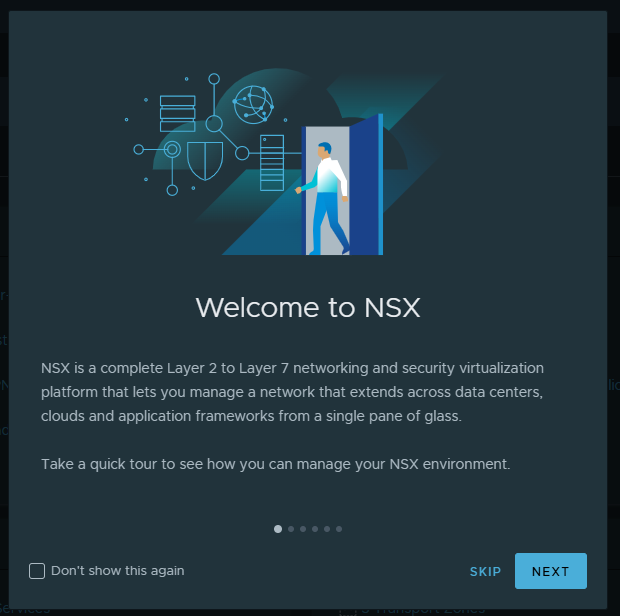 Welcome to NSX
NSX is a complete Layer 2 to Layer 7 networking and security virtualization
platform that lets you manage a network that extends across data centers,
clouds and application frameworks from a single pane of glass.
Take a quick tour to see how you can manage your NSX environment.
Don't show this again
SKIP
NEXT
Transport Zones